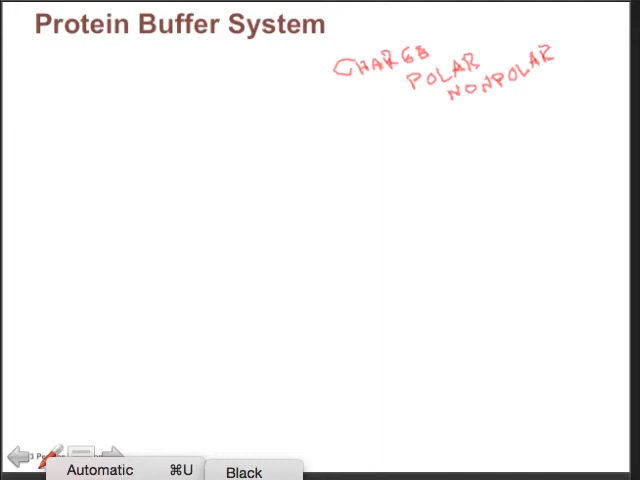 Protein Buffer System
CHARGE
POLAR
NONPOLAR
Automatic ⌘U
Black